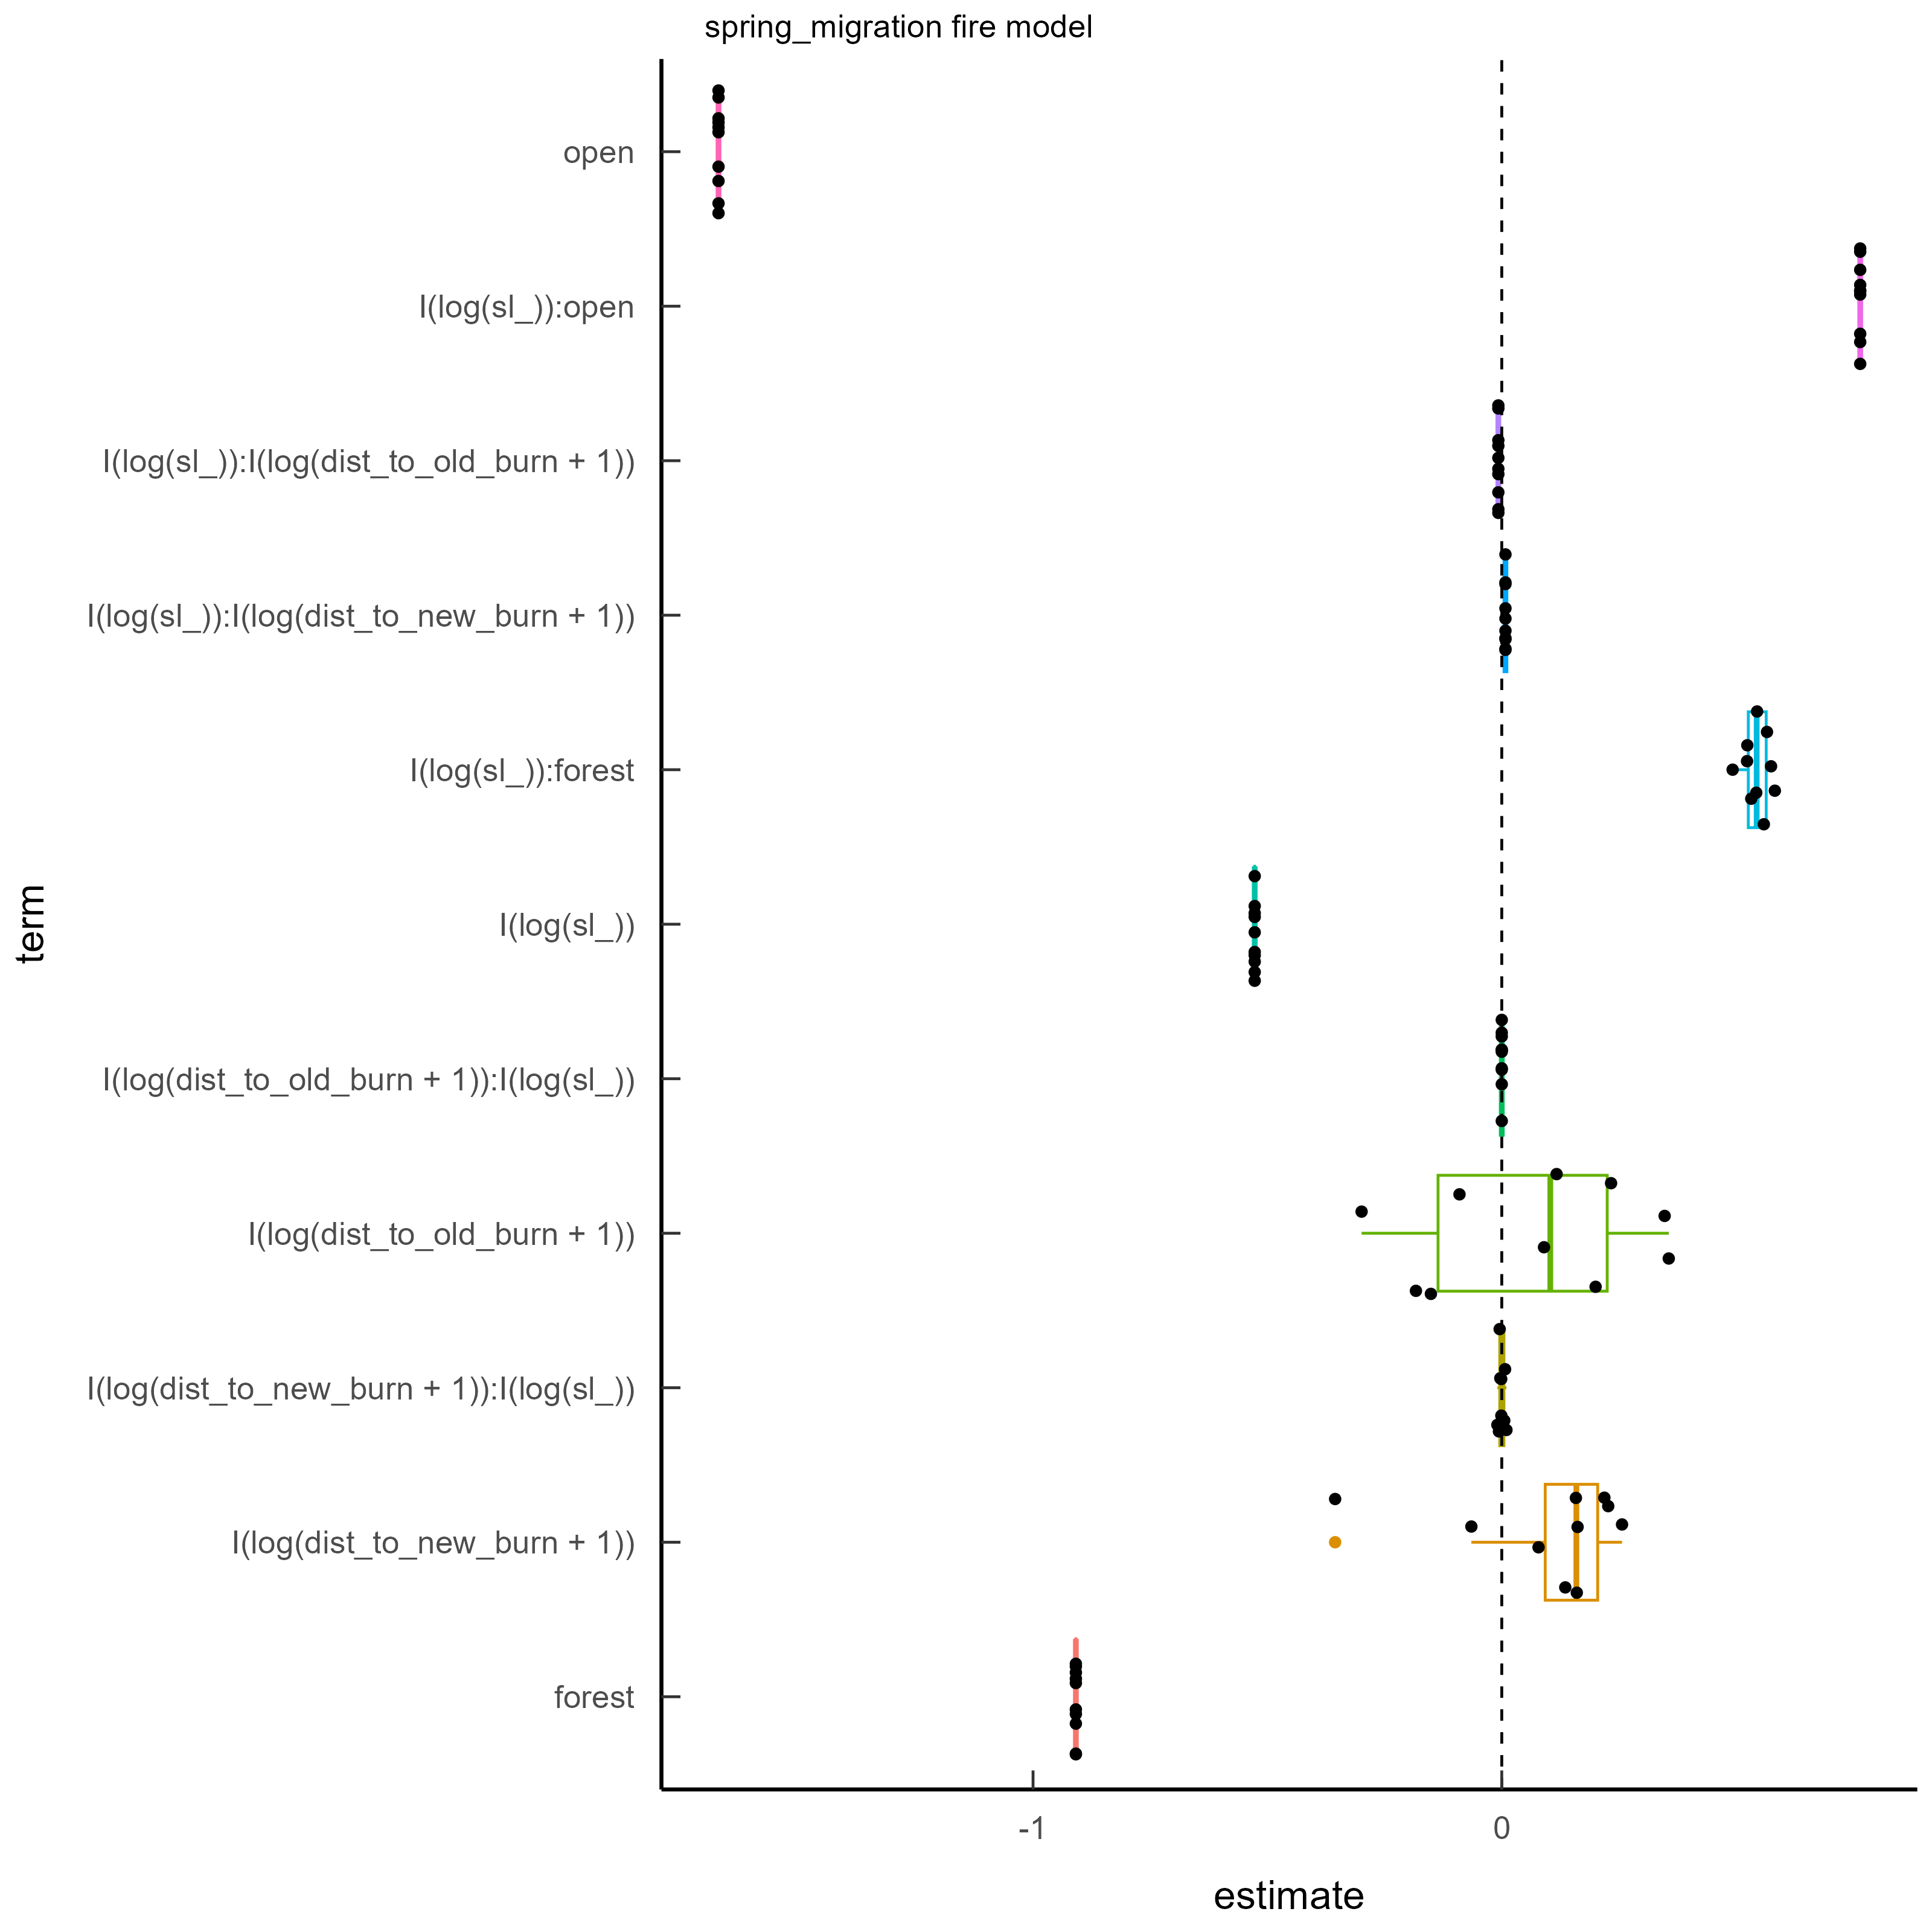 spring_migration fire model
open
I(log(sl_)):open
I(log(sl_)):I(log(dist_to_old_burn + 1))
I(log(sl_)):I(log(dist_to_new_burn + 1))
I(log(sl_)):forest
I(log(sl_))
term
I(log(dist_to_old_burn + 1)):I(log(sl_))
I(log(dist_to_old_burn + 1))
I(log(dist_to_new_burn + 1)):I(log(sl_))
I(log(dist_to_new_burn + 1))
forest
-1 0
estimate